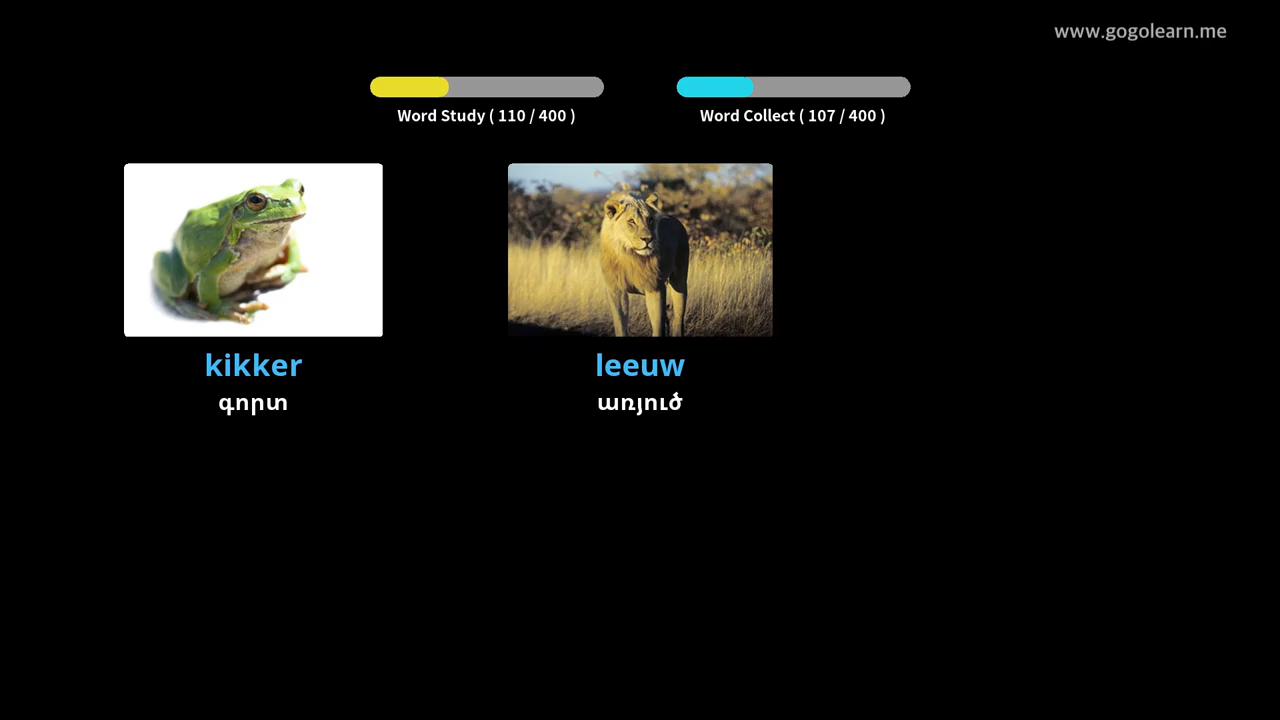 www.gogolearn.me
Word Study ( 110 / 400 )
Word Collect ( 107 / 400 )
kikker
գորտ
leeuw
առյուծ